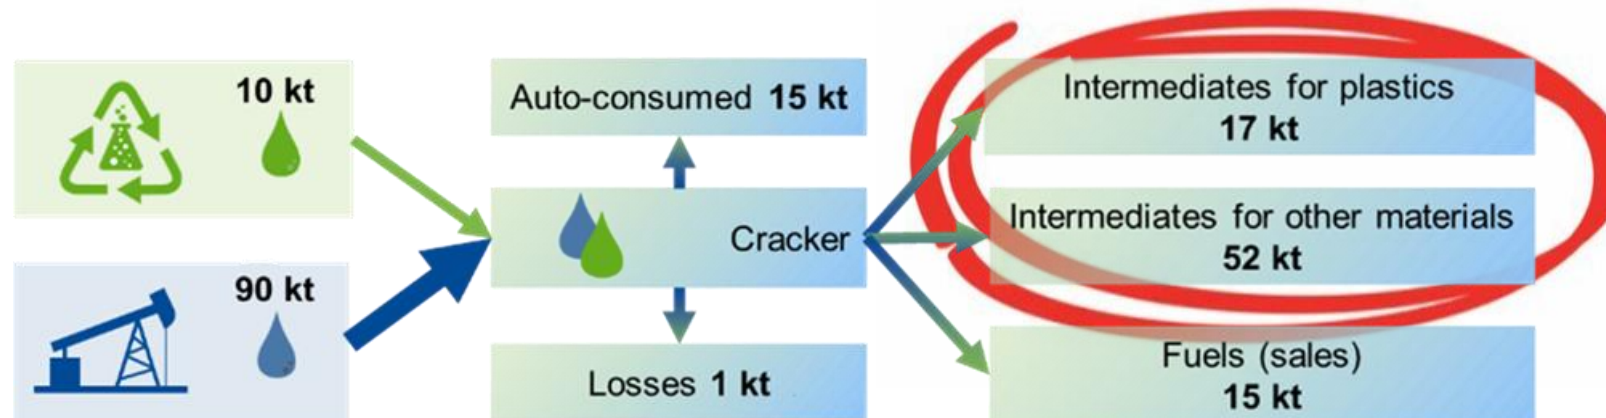 10 kt
90 kt
Auto-consumed 15 kt
Cracker
Losses 1 kt
Intermediates for plastics
17 kt
Intermediates for other materials
52 kt
Fuels (sales)
15 kt